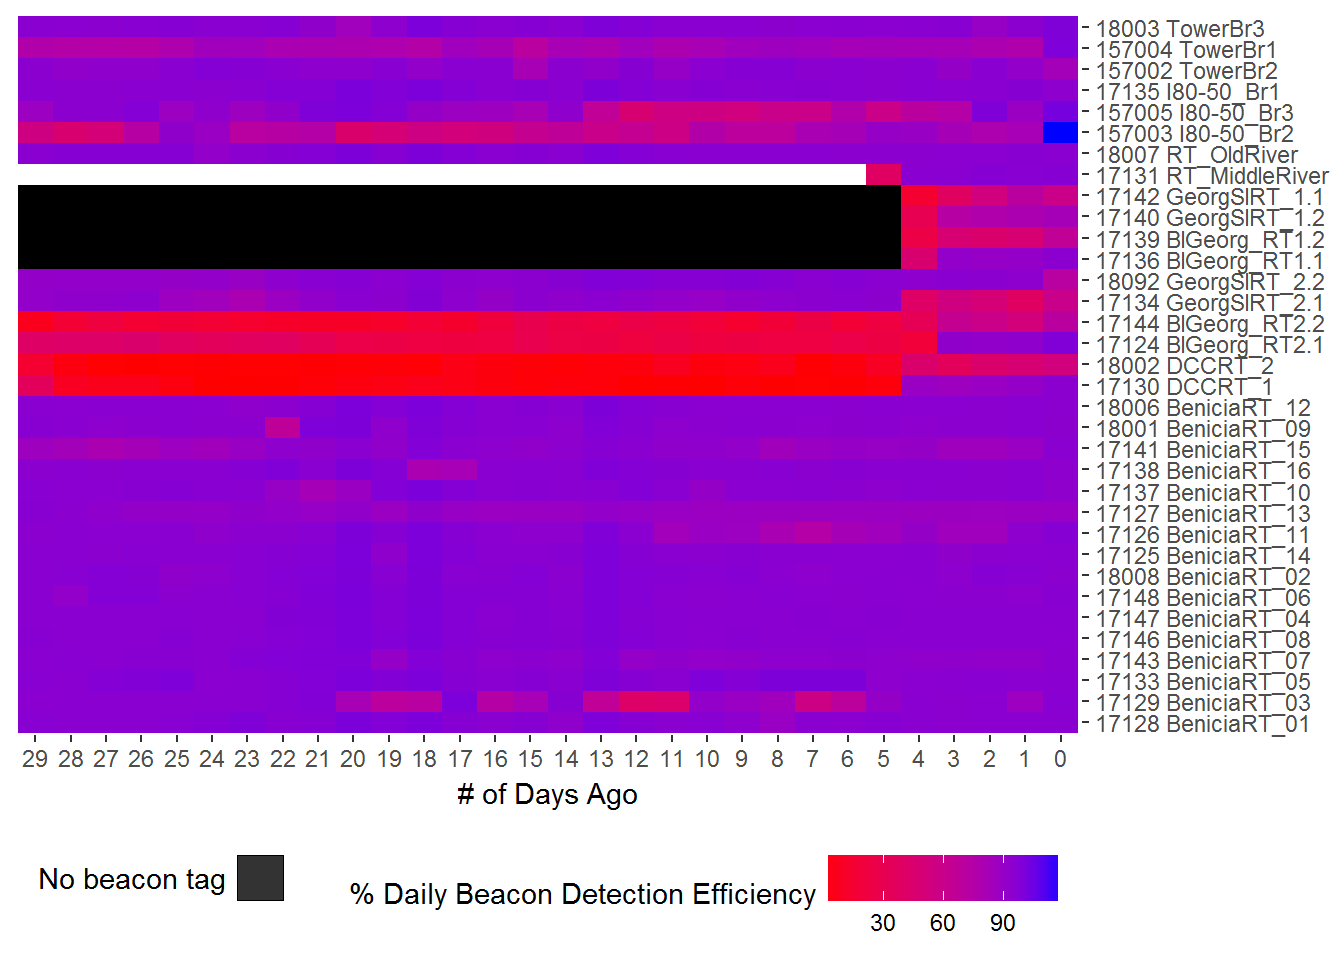 18003 TowerBr3
157004 TowerBr1
157002 TowerBr2
17135 I80-50_Br1
157005 I80-50_Br3
157003 I80-50_Br2
18007 RT_OldRiver
17131 RT_MiddleRiver
17142 GeorgSlRT_1.1
17140 GeorgSlRT_1.2
17139 BlGeorg_RT1.2
17136 BlGeorg_RT1.1
18092 GeorgSlRT_2.2
17134 GeorgSlRT_2.1
17144 BlGeorg_RT2.2
17124 BlGeorg_RT2.1
18002 DCCRT_2
17130 DCCRT_1
18006 BeniciaRT_12
18001 BeniciaRT_09
17141 BeniciaRT_15
17138 BeniciaRT_16
17137 BeniciaRT_10
17127 BeniciaRT_13
17126 BeniciaRT_11
17125 BeniciaRT_14
18008 BeniciaRT_02
17148 BeniciaRT_06
17147 BeniciaRT_04
17146 BeniciaRT_08
17143 BeniciaRT_07
17133 BeniciaRT_05
17129 BeniciaRT_03
17128 BeniciaRT_01
29 28 27 26 25 24 23 22 21 20 19 18 17 16 15 14 13 12 11 10 9 8 7 6 5 4 3 2 1 0
# of Days Ago
No beacon tag
% Daily Beacon Detection Efficiency
30 60 90